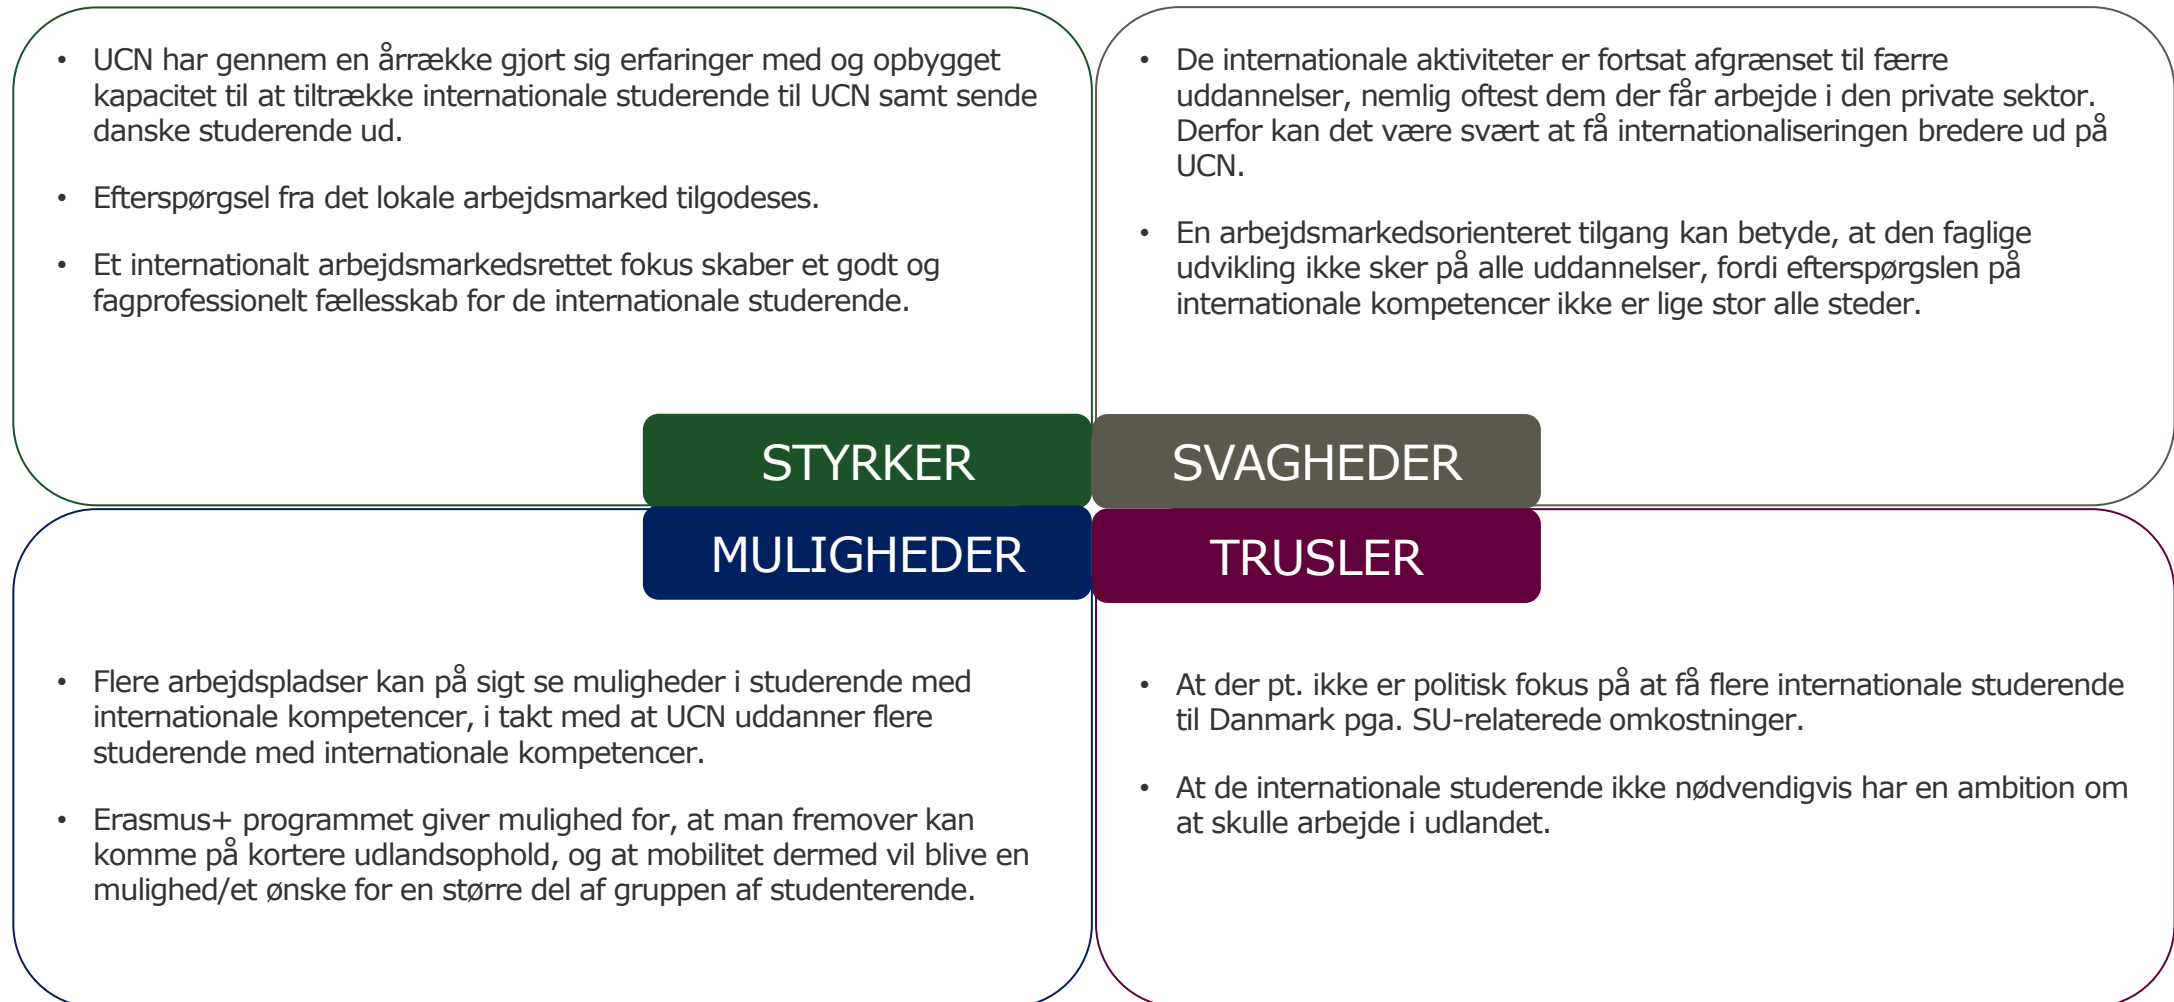 • UCN har gennem en årrække gjort sig erfaringer med og opbygget
kapacitet til at tiltrække internationale studerende til UCN samt sende
danske studerende ud.
• Efterspørgsel fra det lokale arbejdsmarked tilgodeses.
• Et internationalt arbejdsmarkedsrettet fokus skaber et godt og
fagprofessionelt fællesskab for de internationale studerende.
STYRKER
• De internationale aktiviteter er fortsat afgrænset til færre
uddannelser, nemlig oftest dem der får arbejde i den private sektor.
Derfor kan det være svært at få internationaliseringen bredere ud på
UCN.
• En arbejdsmarkedsorienteret tilgang kan betyde, at den faglige
udvikling ikke sker på alle uddannelser, fordi efterspørgslen på
internationale kompetencer ikke er lige stor alle steder.
SVAGHEDER
MULIGHEDER
• Flere arbejdspladser kan på sigt se muligheder i studerende med
internationale kompetencer, i takt med at UCN uddanner flere
studerende med internationale kompetencer.
• Erasmus+ programmet giver mulighed for, at man fremover kan
komme på kortere udlandsophold, og at mobilitet dermed vil blive en
mulighed/et ønske for en større del af gruppen af studenterende.
TRUSLER
• At der pt. ikke er politisk fokus på at få flere internationale studerende
til Danmark pga. SU-relaterede omkostninger.
• At de internationale studerende ikke nødvendigvis har en ambition om
at skulle arbejde i udlandet.